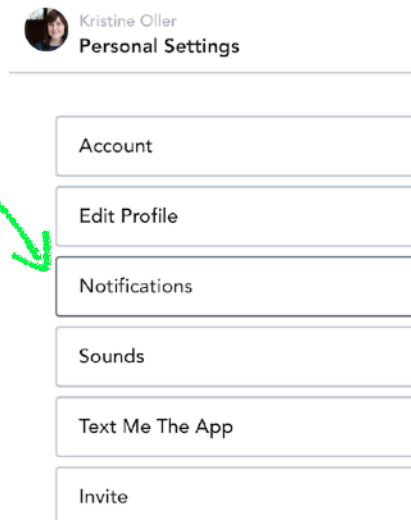 Kristine Oller
Personal Settings
Account
Edit Profile
Notifications
Sounds
Text Me The App
Invite